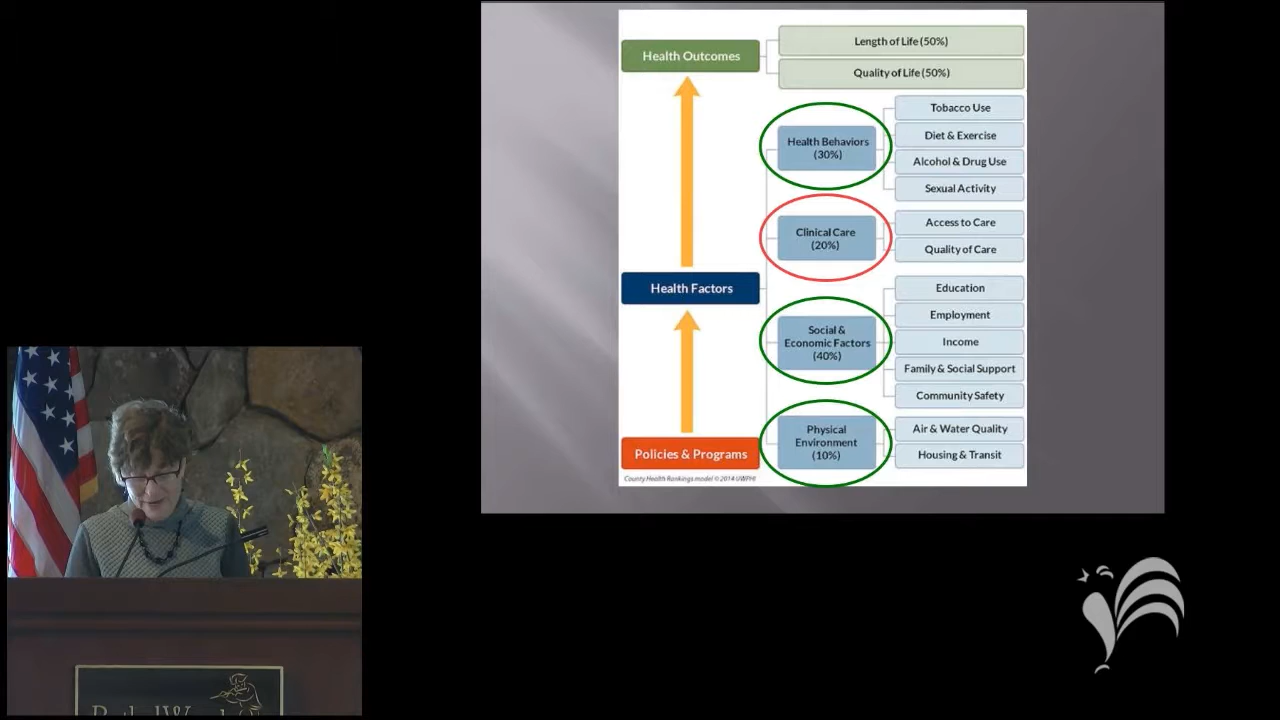 Health Outcomes
Length of Life (50%)
Quality of Life (50%)
Health Behaviors
(30%)
Tobacco Use
Diet & Exercise
Alcohol & Drug Use
Sexual Activity
Clinical Care
(20%)
Access to Care
Quality of Care
Health Factors
Social &
Economic Factors
(40%)
Education
Employment
Income
Family & Social Support
Community Safety
Policies & Programs
Physical
Environment
(10%)
Air & Water Quality
Housing & Transit
County Health Rankings model © 2014 UWPHI